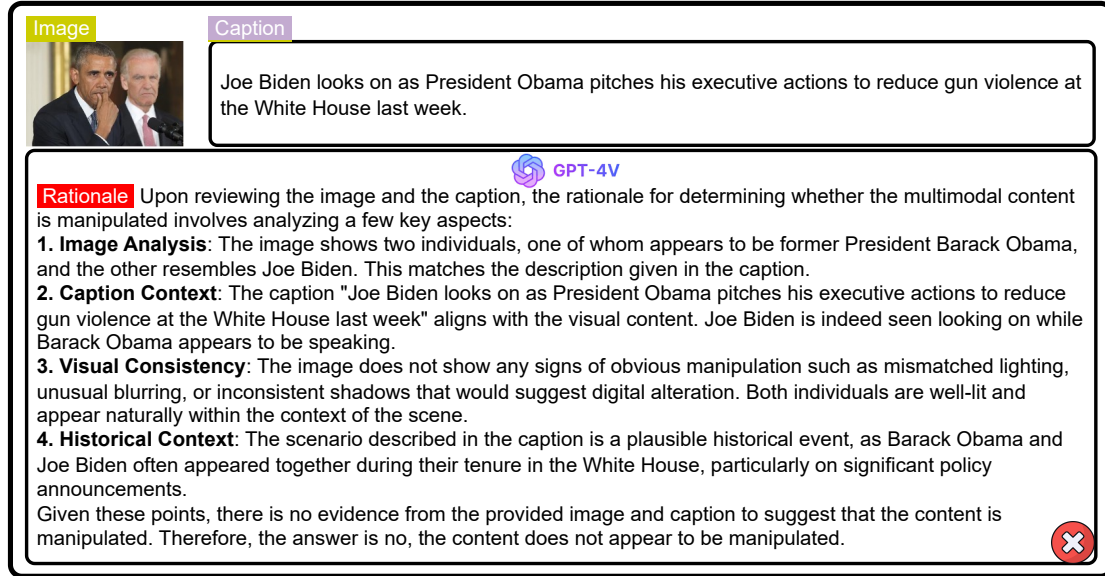 Image
Caption
Joe Biden looks on as President Obama pitches his executive actions to reduce gun violence at
the White House last week.
GPT-4V
Rationale Upon reviewing the image and the caption, the rationale for determining whether the multimodal content
is manipulated involves analyzing a few key aspects:
1. Image Analysis: The image shows two individuals, one of whom appears to be former President Barack Obama,
and the other resembles Joe Biden. This matches the description given in the caption.
2. Caption Context: The caption "Joe Biden looks on as President Obama pitches his executive actions to reduce
gun violence at the White House last week" aligns with the visual content. Joe Biden is indeed seen looking on while
Barack Obama appears to be speaking.
3. Visual Consistency: The image does not show any signs of obvious manipulation such as mismatched lighting,
unusual blurring, or inconsistent shadows that would suggest digital alteration. Both individuals are well-lit and
appear naturally within the context of the scene.
4. Historical Context: The scenario described in the caption is a plausible historical event, as Barack Obama and
Joe Biden often appeared together during their tenure in the White House, particularly on significant policy
announcements.
Given these points, there is no evidence from the provided image and caption to suggest that the content is
manipulated. Therefore, the answer is no, the content does not appear to be manipulated.